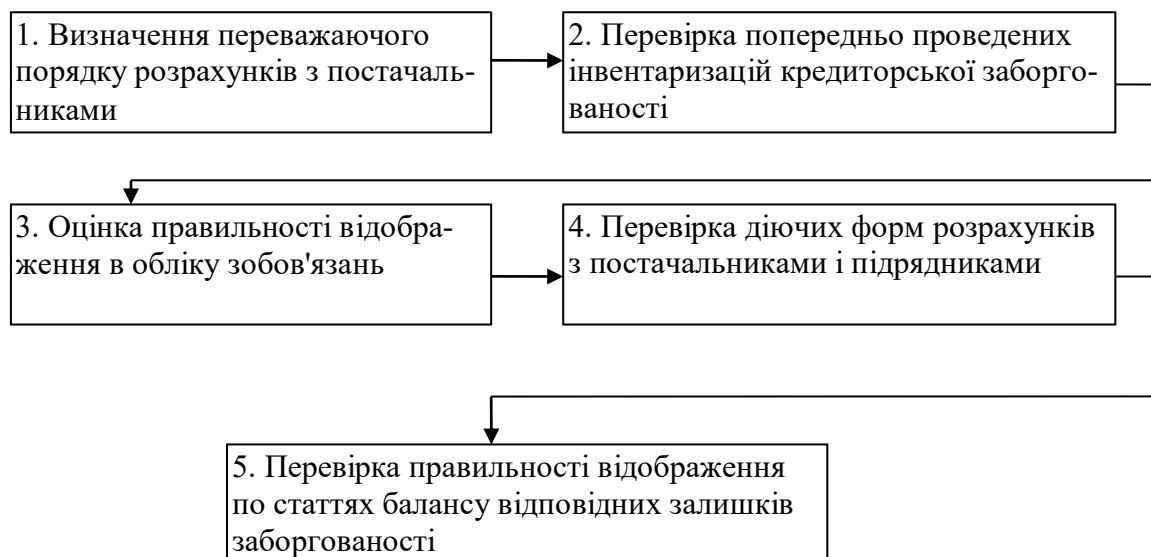 1. Визначення переважаючого
порядку розрахунків з постачаль-
никами
2. Перевірка попередньо проведених
інвентаризацій кредиторської заборго-
ваності
3. Оцінка правильності відобра-
ження в обліку зобов'язань
4. Перевірка діючих форм розрахунків
з постачальниками і підрядниками
5. Перевірка правильності відображення
по статтях балансу відповідних залишків
заборгованості